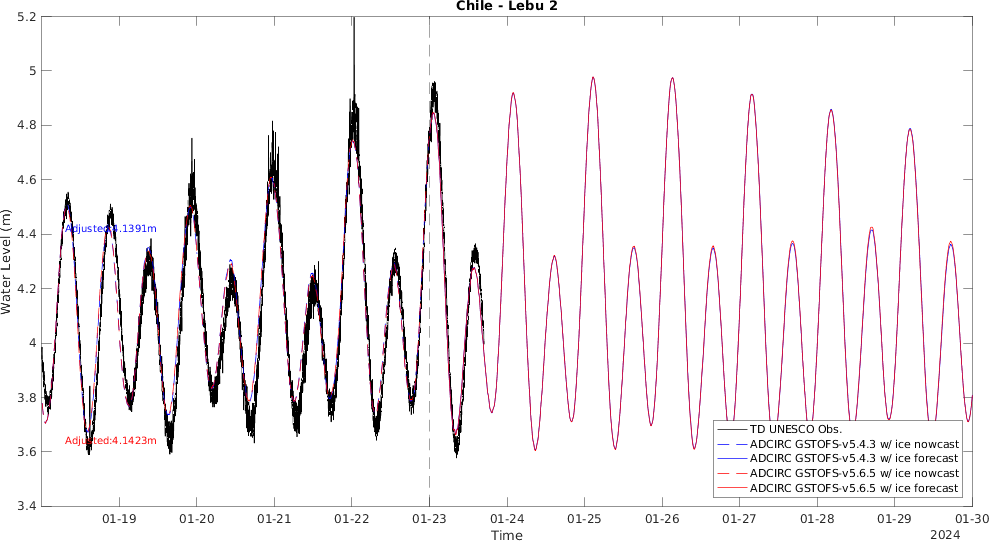 Chile - Lebu 2
5.2
5
4.8
4.6
4.4
4.2
4
3.8
3.6
3.4
Water Level (m)
Adjusted:4.1391m
Adjusted:4.1423m
TD UNESCO Obs.
ADCIRC GSTOFS-v5.4.3 w/ ice nowcast
ADCIRC GSTOFS-v5.4.3 w/ ice forecast
ADCIRC GSTOFS-v5.6.5 w/ ice nowcast
ADCIRC GSTOFS-v5.6.5 w/ ice forecast
01-19 01-20 01-21 01-22 01-23 01-24 01-25 01-26 01-27 01-28 01-29 01-30
Time
2024